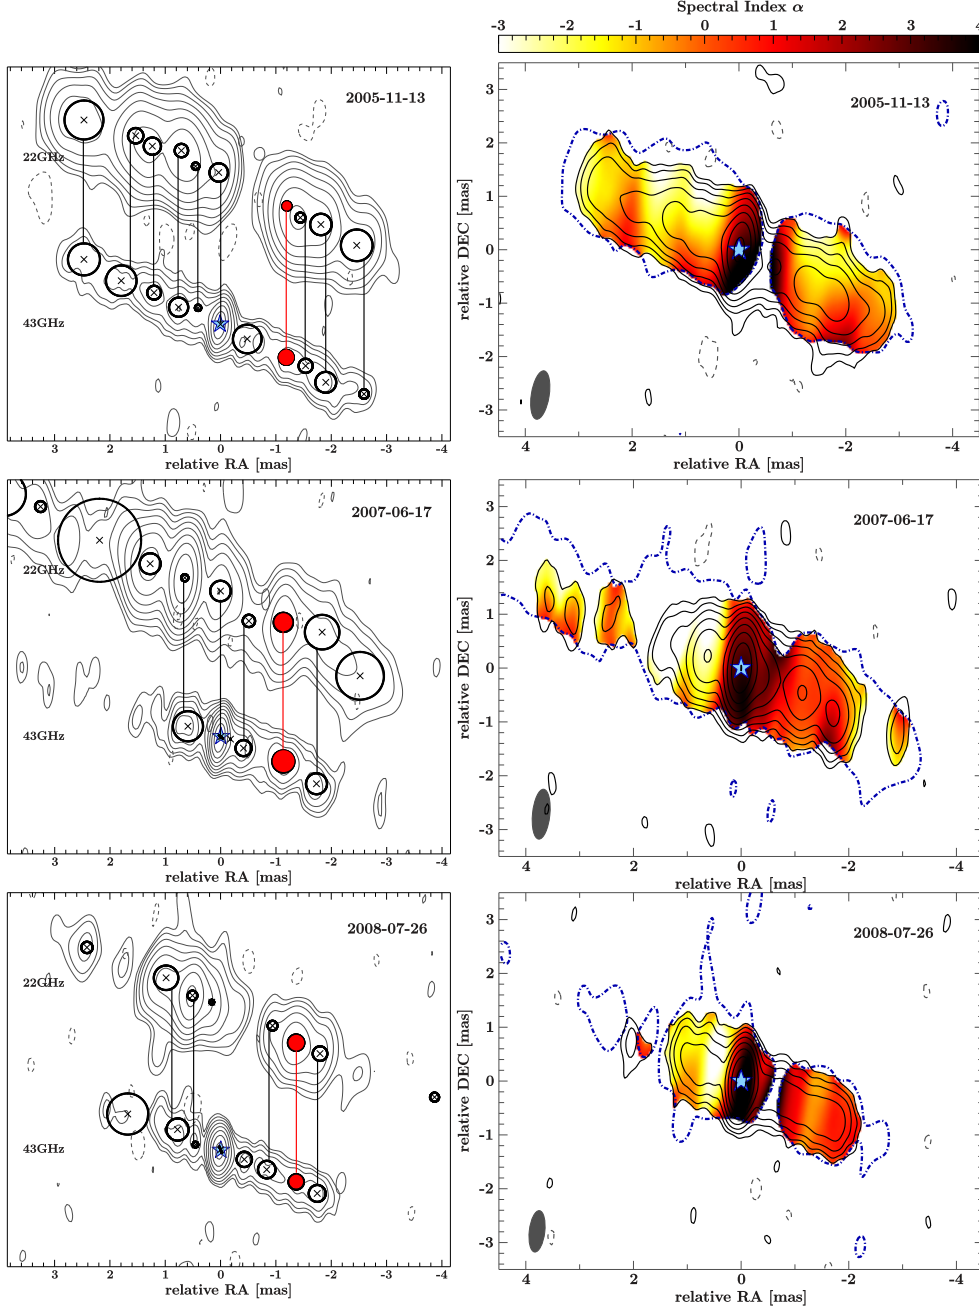 Spectral Index α
-3 -2 -1 0 1 2 3 4
2005-11-13
22GHz
43GHz
3 2 1 0 -1 -2 -3 -4
relative RA [mas]
2005-11-13
3
2
1
0
-1
-2
-3
relative DEC [mas]
4 2 0 -2 -4
relative RA [mas]
2007-06-17
22GHz
43GHz
3 2 1 0 -1 -2 -3 -4
relative RA [mas]
2007-06-17
3
2
1
0
-1
-2
-3
relative DEC [mas]
4 2 0 -2 -4
relative RA [mas]
2008-07-26
22GHz
43GHz
3 2 1 0 -1 -2 -3 -4
relative RA [mas]
2008-07-26
3
2
1
0
-1
-2
-3
relative DEC [mas]
4 2 0 -2 -4
relative RA [mas]